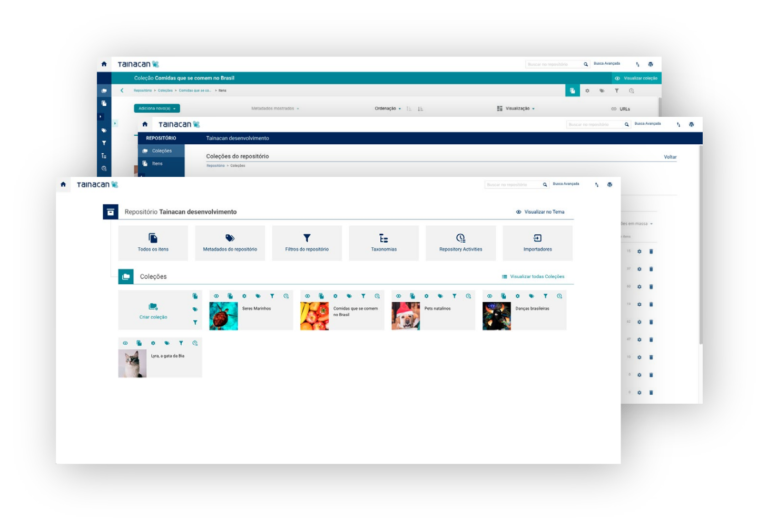 Tainacan
Buscar no repositório
Busca Avançada
Coleção Comidas que se comem no Brasil
Visualizar coleção
Repositório > Coleções > Comidas que se co... > Itens
Adicionar novo(s)
Metadados mostrados
Ordenação
Visualização
URLs
Tainacan
Buscar no repositório
Busca Avançada
REPOSITÓRIO
Tainacan desenvolvimento
Coleções
Itens
Coleções do repositório
Voltar
Repositório > Coleções
Tainacan
Buscar no repositório
Busca Avançada
Repositório Tainacan desenvolvimento
Visualizar no Tema
Todos os itens
Metadados do repositório
Filtros do repositório
Taxonomias
Repository Activities
Importadores
Coleções
Visualizar todas Coleções
Criar coleção
Seres Marinhos
Comidas que se comem
no Brasil
Pets natalinos
Danças brasileiras
Lyra, a gata da Bia